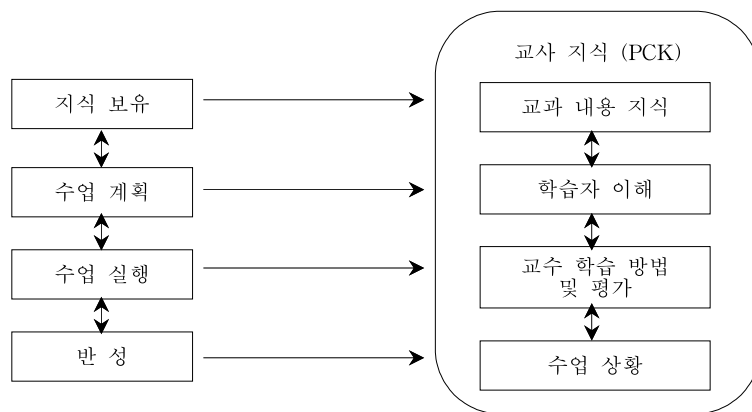 교사 지식 (PCK)
지식 보유
교과 내용 지식
수업 계획
학습자 이해
수업 실행
교수 학습 방법
및 평가
반 성
수업 상황